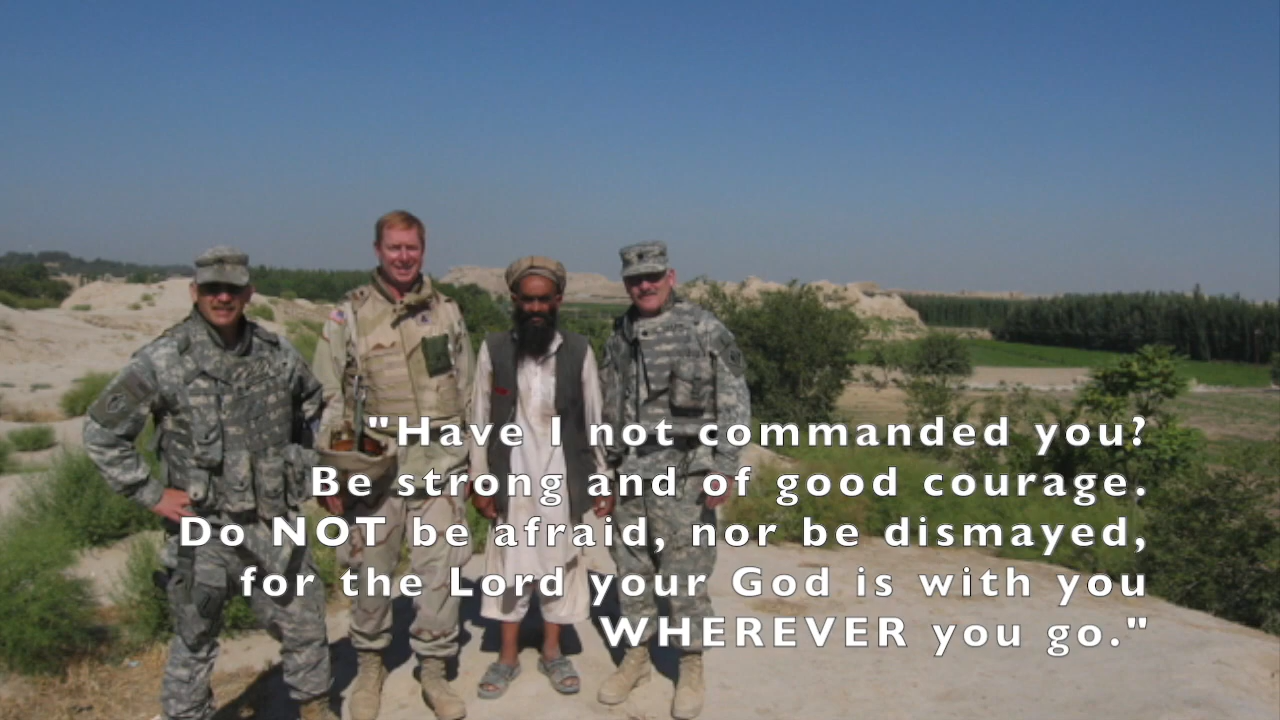 "Have I not commanded you?
Be strong and of good courage.
Do NOT be afraid, nor be dismayed,
for the Lord your God is with you
WHEREVER you go."